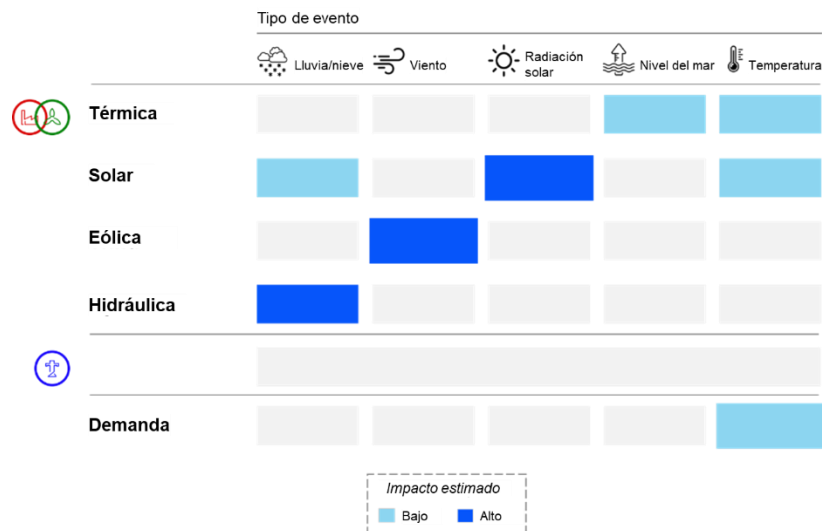 Tipo de evento
Lluvia/nieve
Viento
Radiación
solar
Nivel del mar
Temperatura
Térmica
Solar
Eólica
Hidráulica
Demanda
Impacto estimado
Bajo
Alto